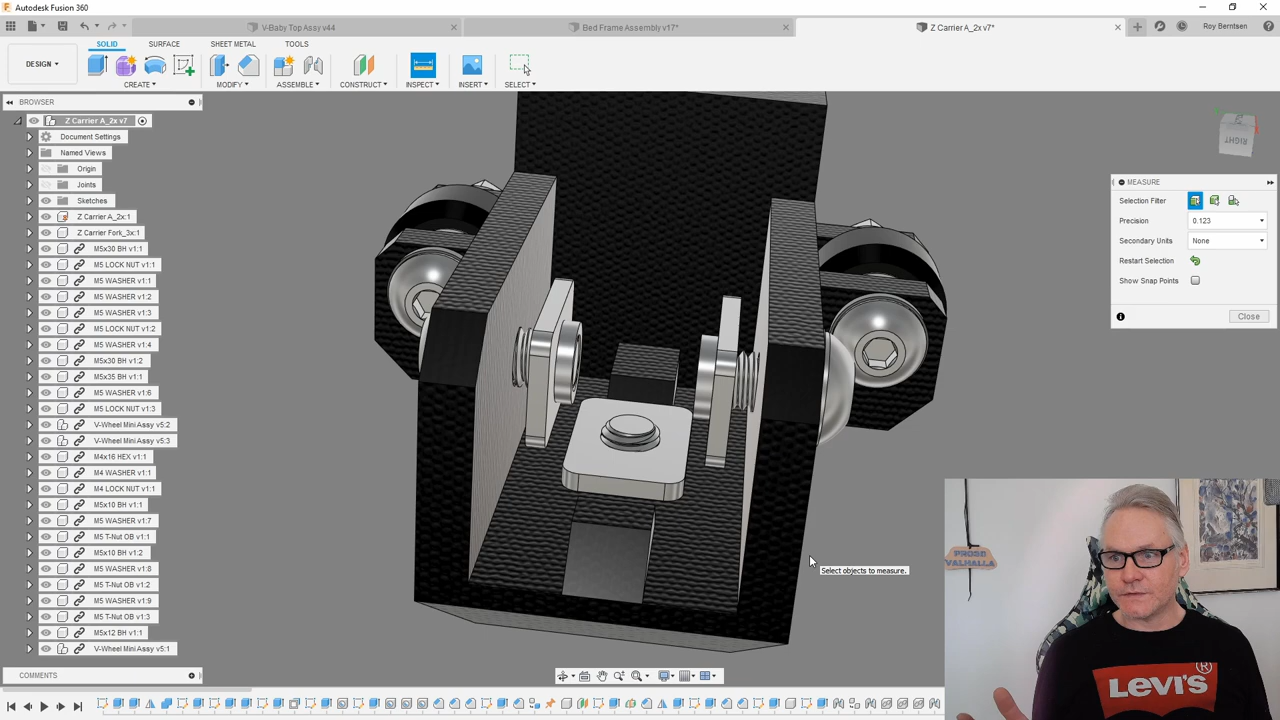 Autodesk Fusion 360
V-Baby Top Assy v44
Bed Frame Assembly v17*
Z Carrier A_2x v7*
Roy Berntsen
SOLID
SURFACE
SHEET METAL
TOOLS
DESIGN
CREATE
MODIFY
ASSEMBLE
CONSTRUCT
INSPECT
INSERT
SELECT
BROWSER
Z Carrier A_2x v7
Document Settings
Named Views
Origin
Joints
Sketches
Z Carrier A_2x:1
Z Carrier Fork_3x:1
M5x30 BH v1:1
M5 LOCK NUT v1:1
M5 WASHER v1:1
M5 WASHER v1:2
M5 WASHER v1:3
M5 LOCK NUT v1:2
M5 WASHER v1:4
M5x30 BH v1:2
M5x35 BH v1:1
M5 WASHER v1:6
M5 LOCK NUT v1:3
V-Wheel Mini Assy v5:2
V-Wheel Mini Assy v5:3
M4x16 HEX v1:1
M4 WASHER v1:1
M4 LOCK NUT v1:1
M5x10 BH v1:1
M5 WASHER v1:7
M5 T-Nut OB v1:1
M5x10 BH v1:2
M5 WASHER v1:8
M5 T-Nut OB v1:2
M5 WASHER v1:9
M5 T-Nut OB v1:3
M5x12 BH v1:1
V-Wheel Mini Assy v5:1
COMMENTS
RIGHT
MEASURE
Selection Filter
Precision
0.123
Secondary Units
None
Restart Selection
Show Snap Points
Close
Select objects to measure.
PROBO
VALHALLA
LEVI'S